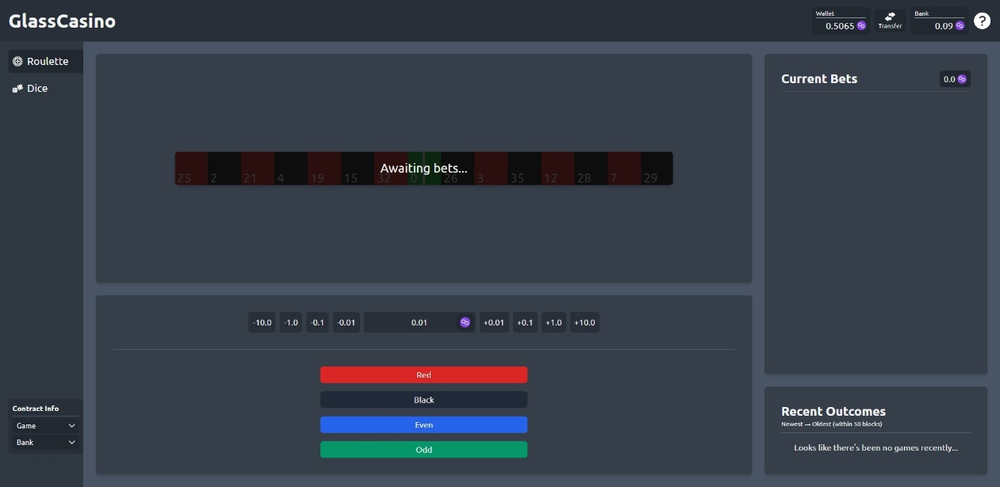 GlassCasino
Wallet
0.5065
Transfer
Bank
0.09
?
Roulette
Dice
25 2 21 4 19 15 32 0 26 3 35 12 28 7 29
Awaiting bets...
Current Bets
0.0
-10.0 -1.0 -0.1 -0.01 0.01 +0.01 +0.1 +1.0 +10.0
Red
Black
Even
Odd
Contract Info
Game
Bank
Recent Outcomes
Newest → Oldest (within 50 blocks)
Looks like there's been no games recently...